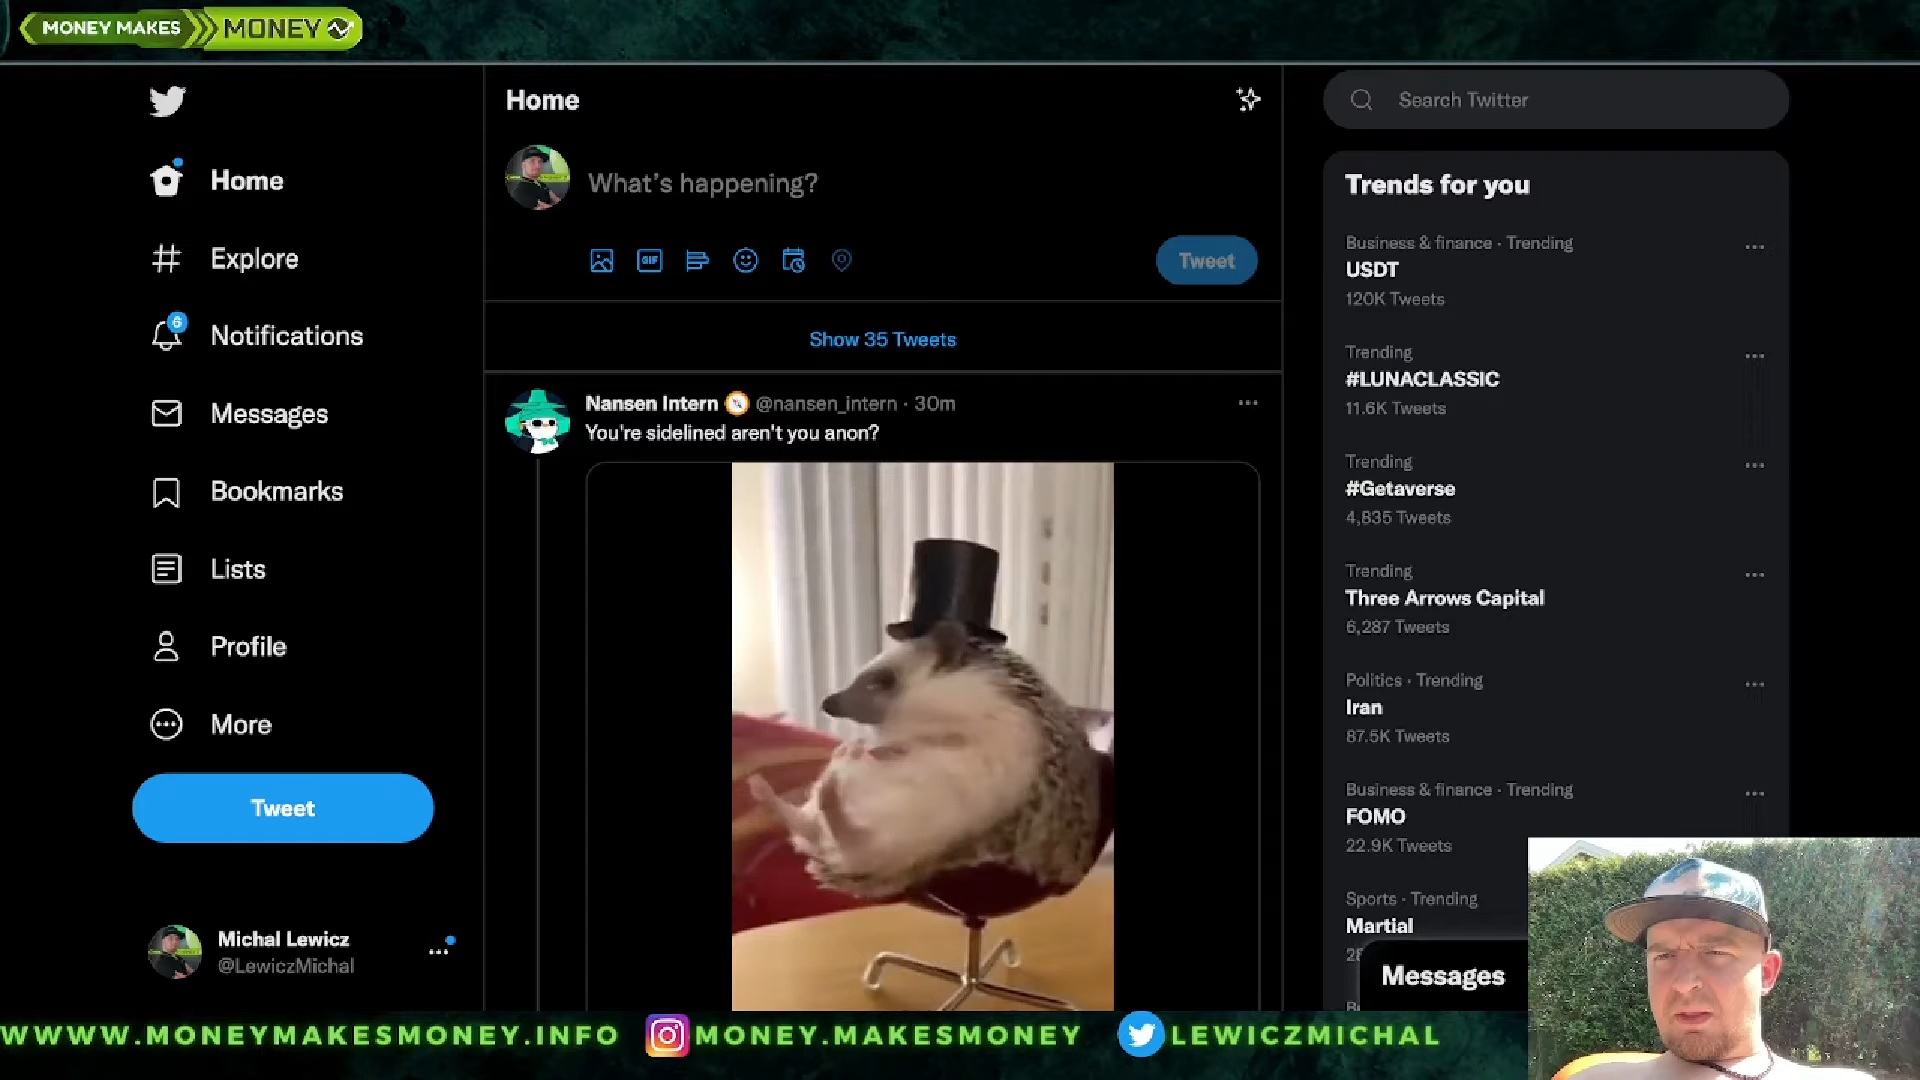 MONEY MAKES MONEY
Home
Explore
6
Notifications
Messages
Bookmarks
Lists
Profile
More
Tweet
Michal Lewicz
@LewiczMichal
Home
What's happening?
GIF
Tweet
Show 35 Tweets
Nansen Intern @nansen_intern · 30m
You're sidelined aren't you anon?
Search Twitter
Trends for you
Business & finance · Trending
USDT
120K Tweets
Trending
#LUNACLASSIC
11.6K Tweets
Trending
#Getaverse
4,835 Tweets
Trending
Three Arrows Capital
6,287 Tweets
Politics · Trending
Iran
87.5K Tweets
Business & finance · Trending
FOMO
22.9K Tweets
Sports · Trending
Martial
Messages
WWWW.MONEYMAKESMONEY.INFO MONEY.MAKESMONEY LEWICZMICHAL